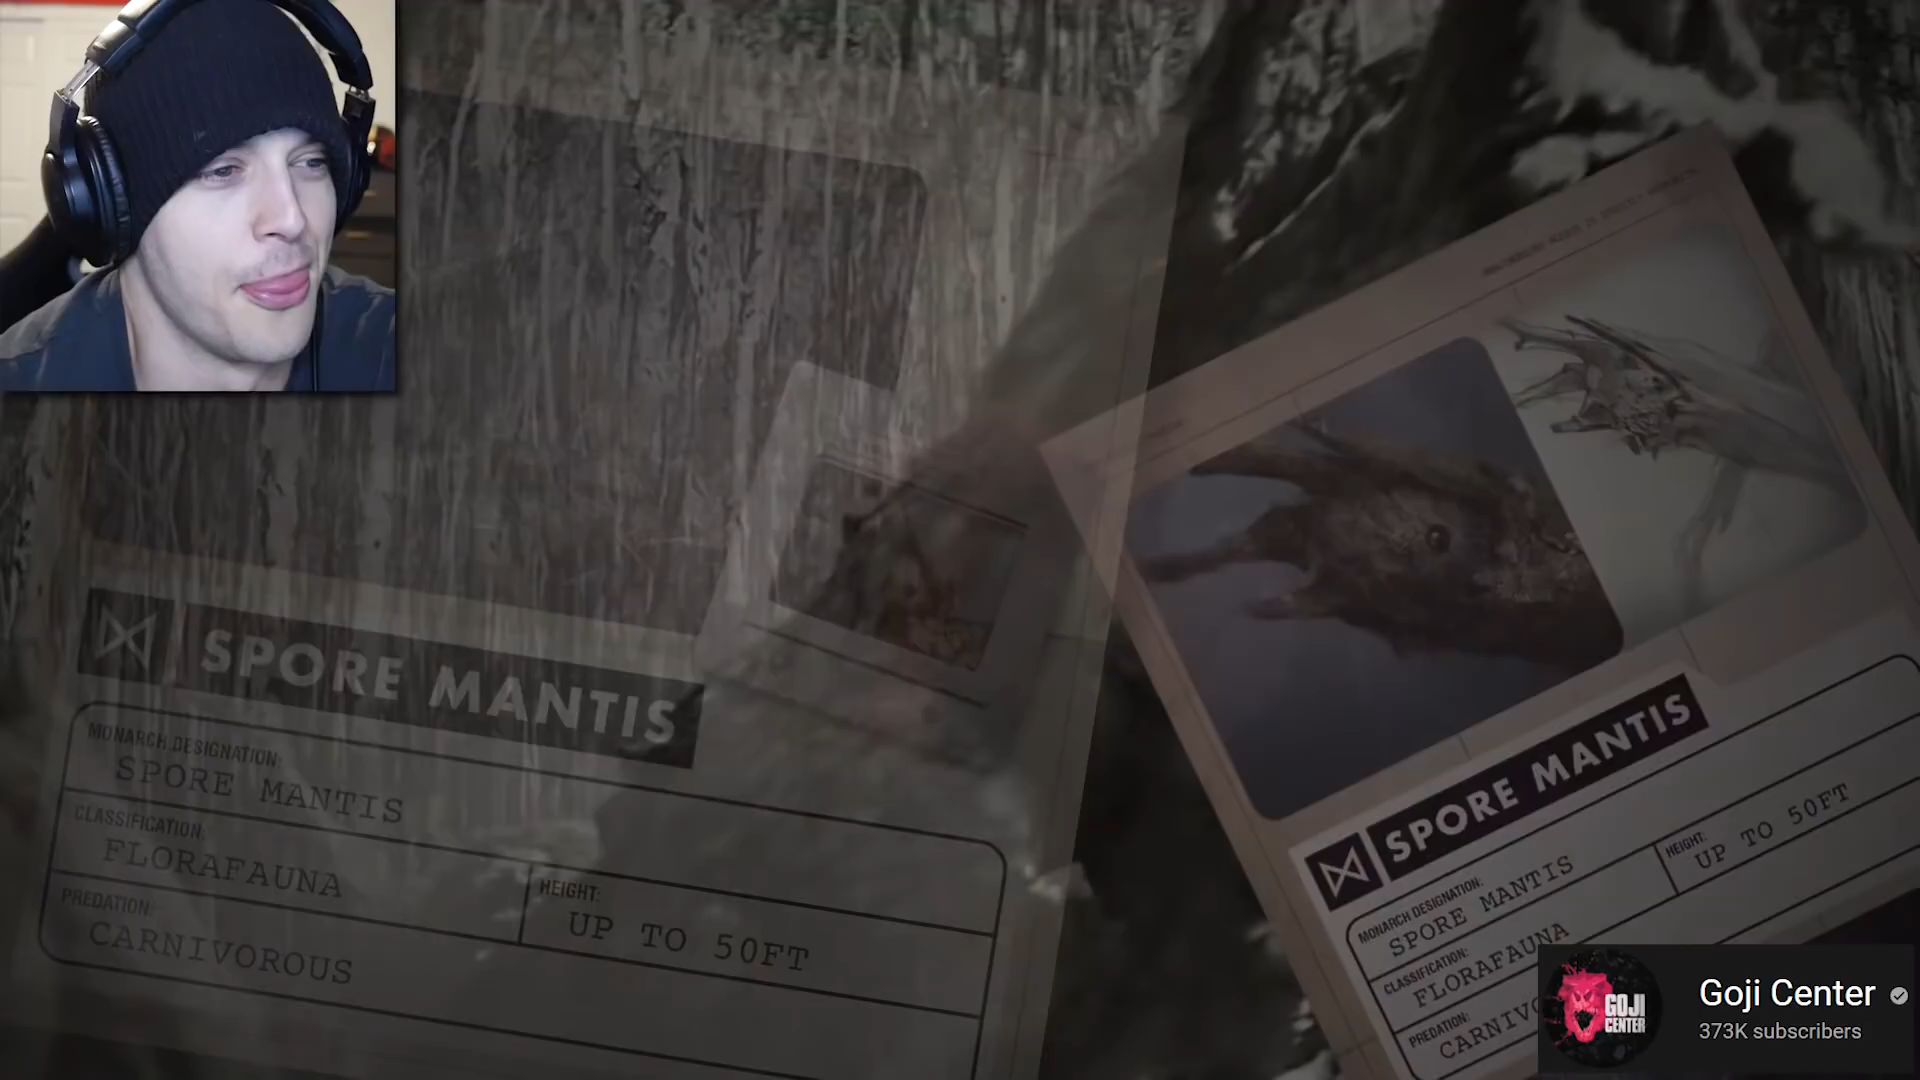 SPORE MANTIS
MONARCH DESIGNATION:
SPORE MANTIS
CLASSIFICATION:
FLORAFAUNA
HEIGHT:
UP TO 50FT
PREDATION:
CARNIVOROUS
SPORE MANTIS
MONARCH DESIGNATION:
SPORE MANTIS
HEIGHT:
UP TO 50FT
CLASSIFICATION:
FLORAFAUNA
PREDATION:
CARNIVO
GOJI
CENTER
Goji Center
373K subscribers